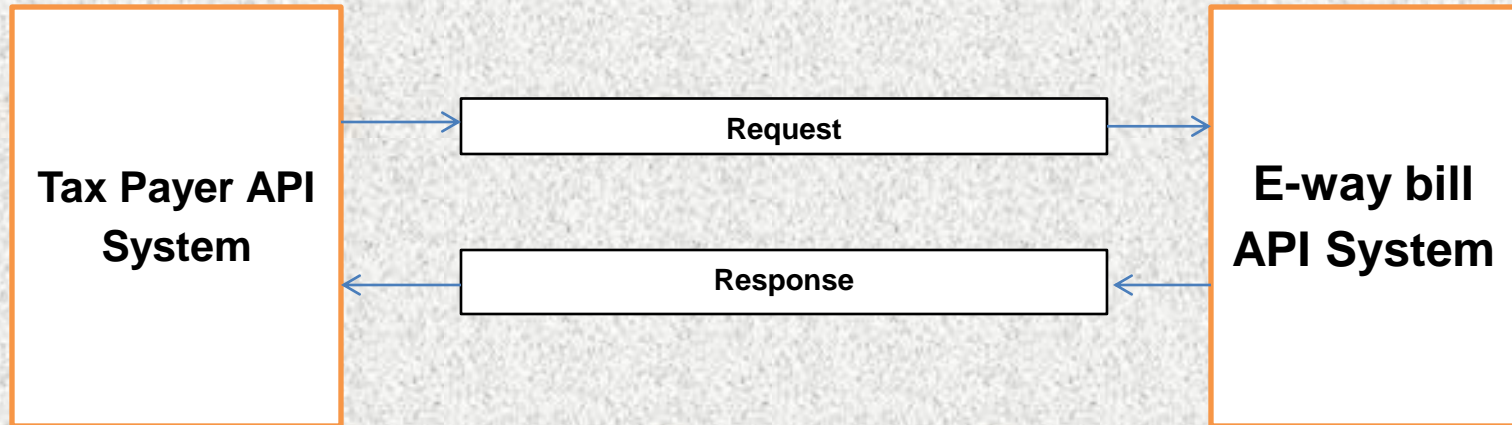 Tax Payer API
System
Request
Response
E-way bill
API System